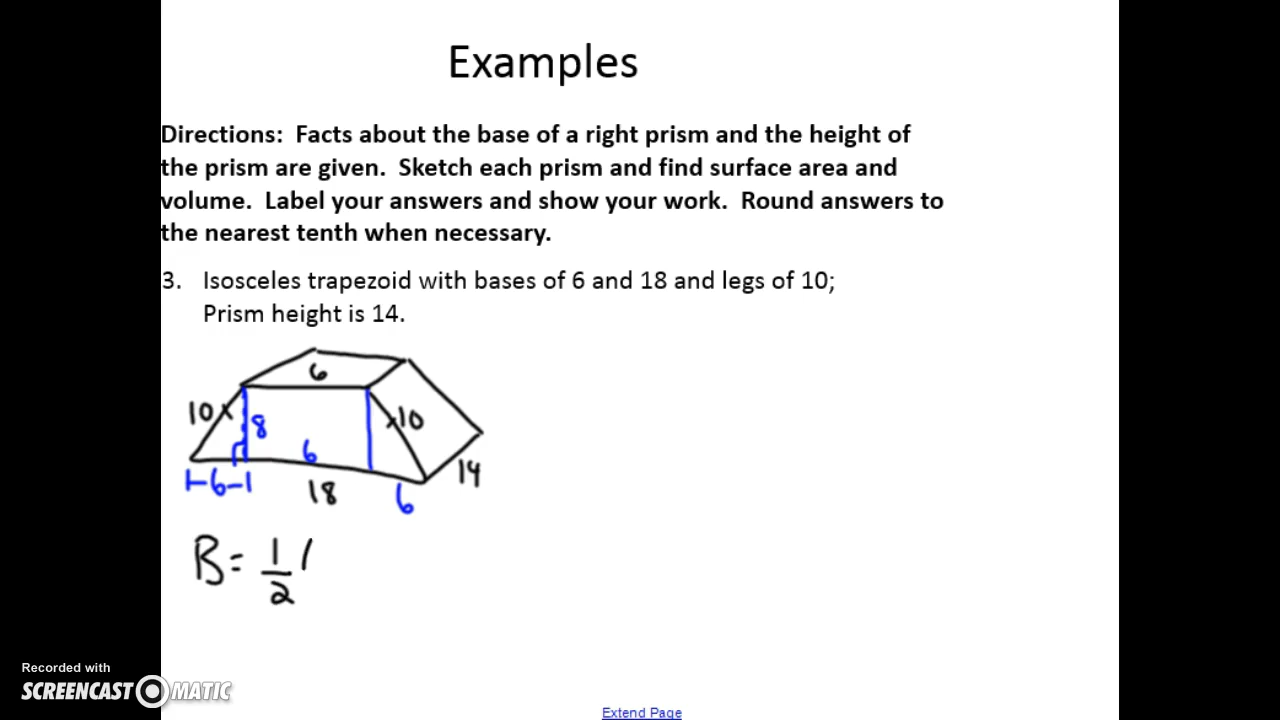 Examples
Directions: Facts about the base of a right prism and the height of
the prism are given. Sketch each prism and find surface area and
volume. Label your answers and show your work. Round answers to
the nearest tenth when necessary.
3. Isosceles trapezoid with bases of 6 and 18 and legs of 10;
Prism height is 14.
6
10
8
10
6
14
6
18
6
B = 1/2 (
Recorded with
SCREENCAST MATIC
Extend Page